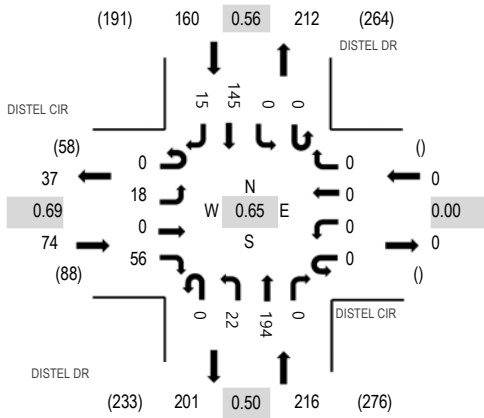 (191) 160 0.56 212 (264)
DISTEL DR
15 145 0 0
DISTEL CIR
(58) ()
0 0
37 0
18 0
N
0.69 W 0.65 E 0.00
0 0
S
74 0
56 0
(88) ()
0 22 194 0
DISTEL CIR
DISTEL DR
(233) 201 0.50 216 (276)